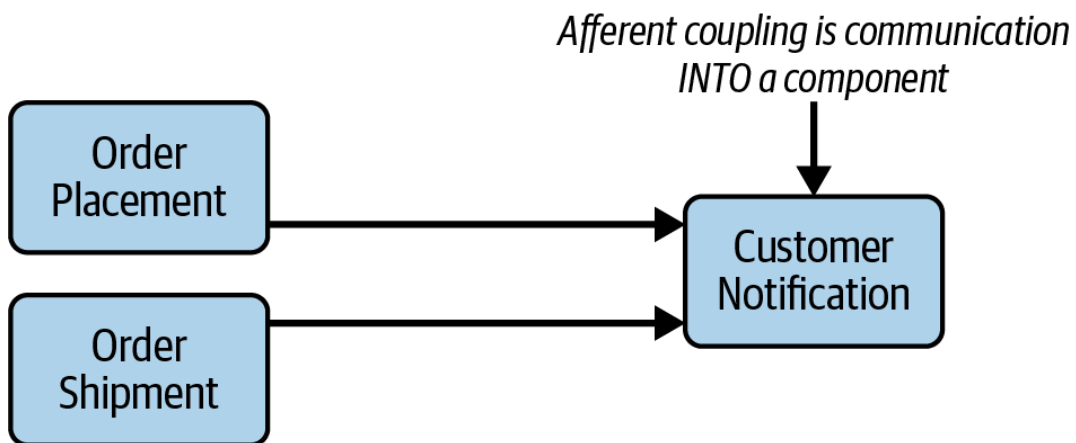 Afferent coupling is communication
INTO a component
Order
Placement
Customer
Notification
Order
Shipment